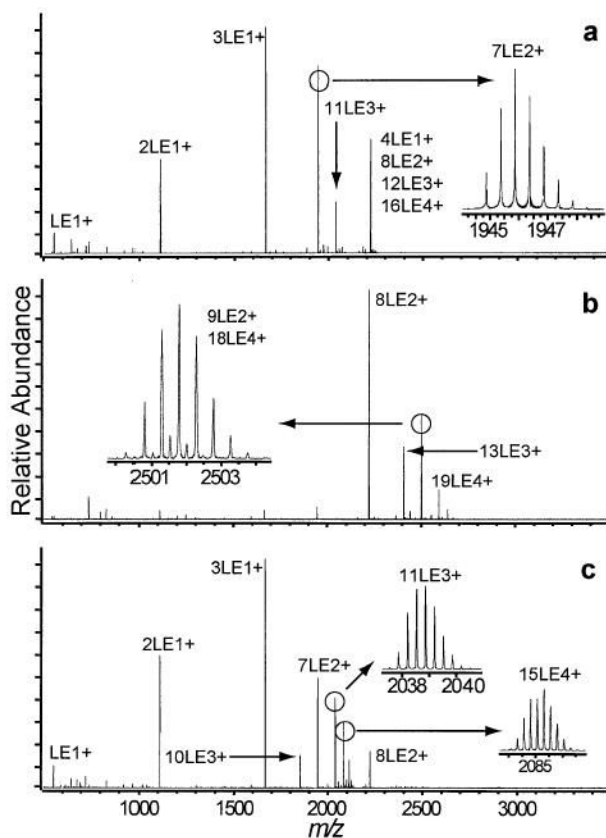 a
3LE1+
7LE2+
11LE3+
4LE1+
8LE2+
12LE3+
16LE4+
2LE1+
LE1+
1945 1947
b
8LE2+
9LE2+
18LE4+
2501 2503
13LE3+
19LE4+
Relative Abundance
c
3LE1+
11LE3+
2LE1+
7LE2+
2038 2040
15LE4+
LE1+
10LE3+
8LE2+
2085
1000 1500 2000 2500 3000
m/z